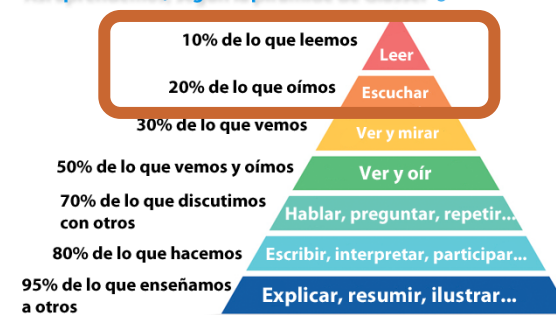 10% de lo que leemos
Leer
20% de lo que oímos
Escuchar
30% de lo que vemos
Ver y mirar
50% de lo que vemos y oímos
Ver y oír
70% de lo que discutimos
con otros
Hablar, preguntar, repetir...
80% de lo que hacemos
Escribir, interpretar, participar...
95% de lo que enseñamos
a otros
Explicar, resumir, ilustrar...